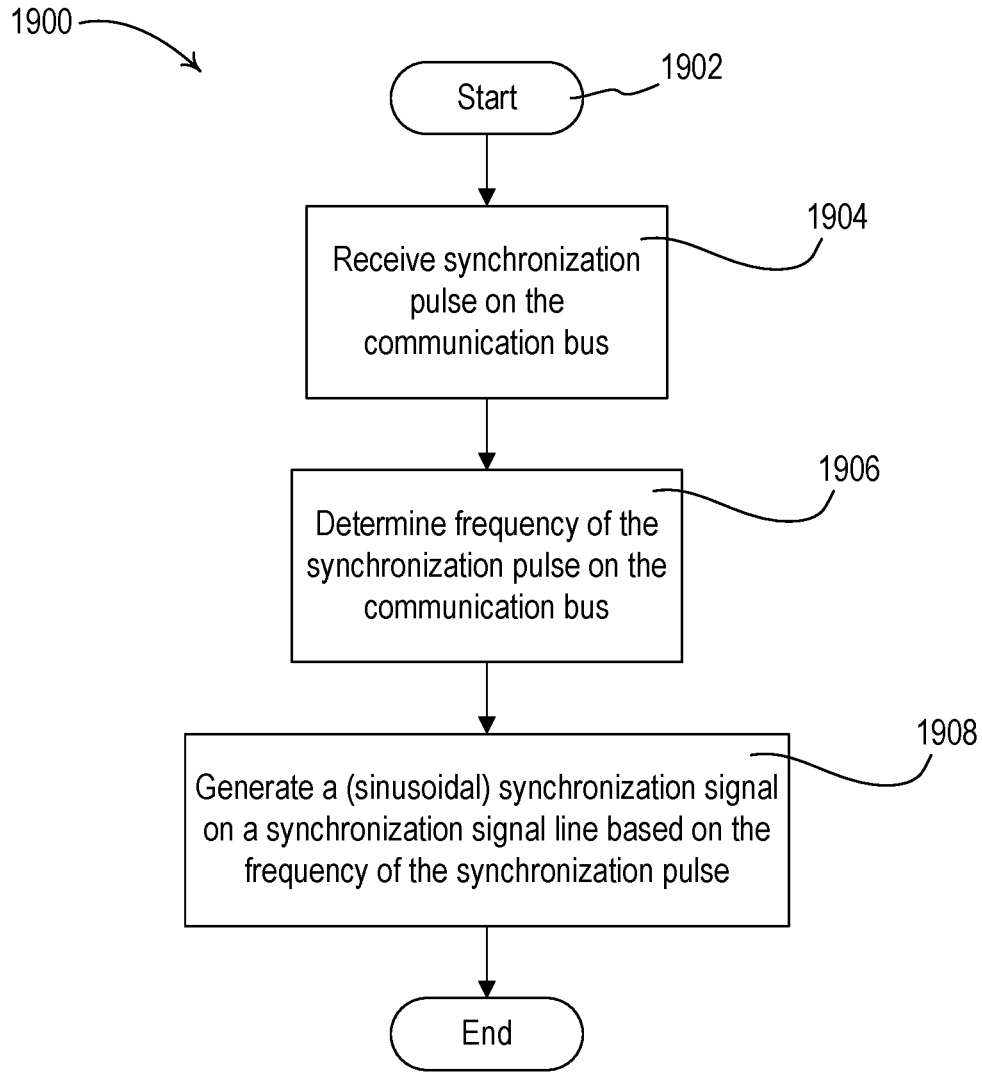 1900
Start
1902
Receive synchronization
pulse on the
communication bus
1904
Determine frequency of the
synchronization pulse on the
communication bus
1906
Generate a (sinusoidal) synchronization signal
on a synchronization signal line based on the
frequency of the synchronization pulse
1908
End